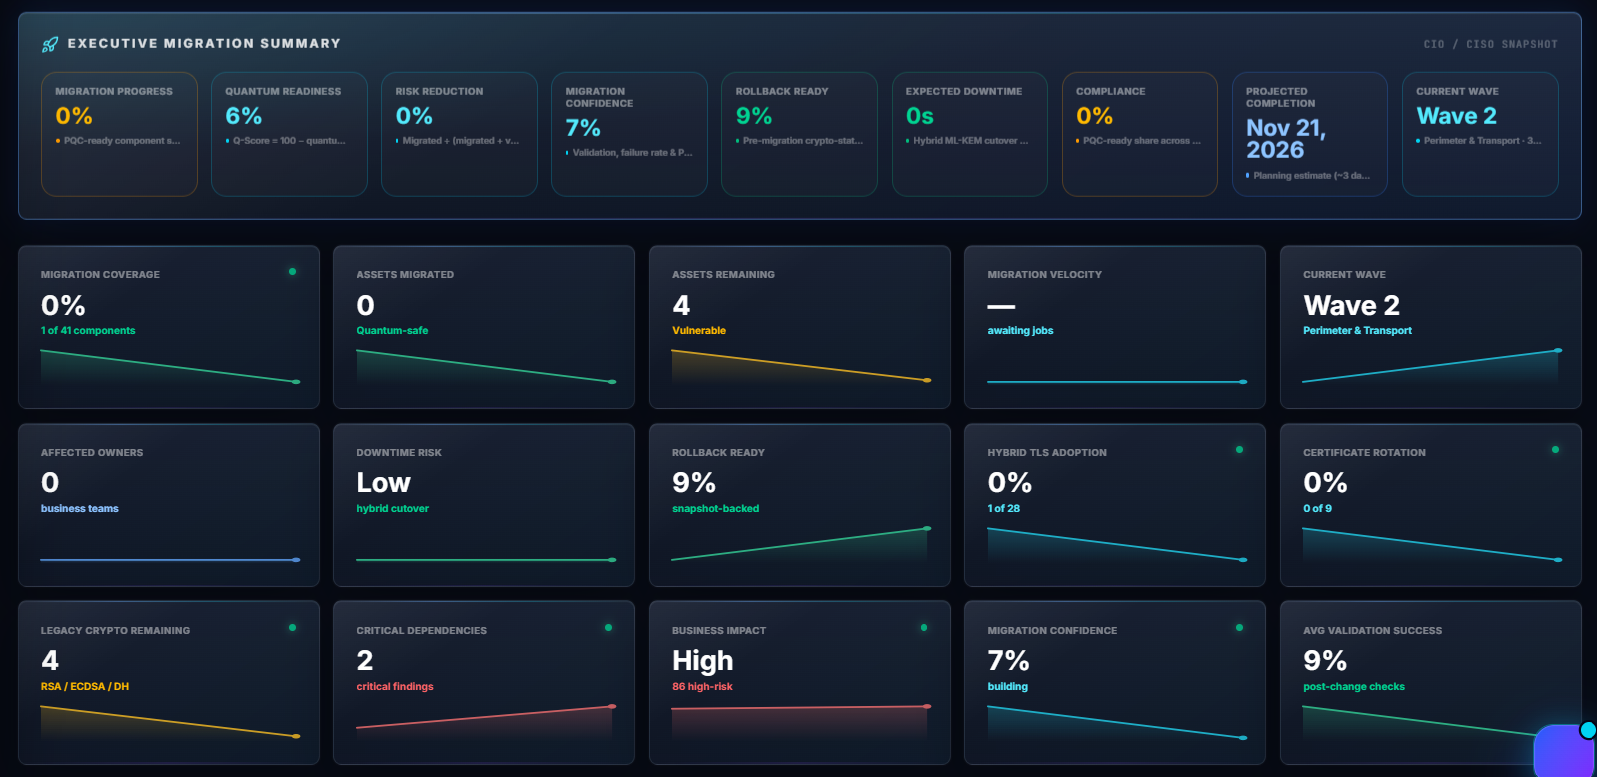 EXECUTIVE MIGRATION SUMMARY
CIO / CISO SNAPSHOT
MIGRATION PROGRESS
0%
PQC-ready component s...
QUANTUM READINESS
6%
Q-Score = 100 − quantu...
RISK REDUCTION
0%
Migrated ÷ (migrated + v...
MIGRATION
CONFIDENCE
7%
Validation, failure rate & P...
ROLLBACK READY
9%
Pre-migration crypto-stat...
EXPECTED DOWNTIME
0s
Hybrid ML-KEM cutover ...
COMPLIANCE
0%
PQC-ready share across ...
PROJECTED
COMPLETION
Nov 21,
2026
Planning estimate (~3 da...
CURRENT WAVE
Wave 2
Perimeter & Transport · 3...
MIGRATION COVERAGE
0%
1 of 41 components
ASSETS MIGRATED
0
Quantum-safe
ASSETS REMAINING
4
Vulnerable
MIGRATION VELOCITY
—
awaiting jobs
CURRENT WAVE
Wave 2
Perimeter & Transport
AFFECTED OWNERS
0
business teams
DOWNTIME RISK
Low
hybrid cutover
ROLLBACK READY
9%
snapshot-backed
HYBRID TLS ADOPTION
0%
1 of 28
CERTIFICATE ROTATION
0%
0 of 9
LEGACY CRYPTO REMAINING
4
RSA / ECDSA / DH
CRITICAL DEPENDENCIES
2
critical findings
BUSINESS IMPACT
High
86 high-risk
MIGRATION CONFIDENCE
7%
building
AVG VALIDATION SUCCESS
9%
post-change checks